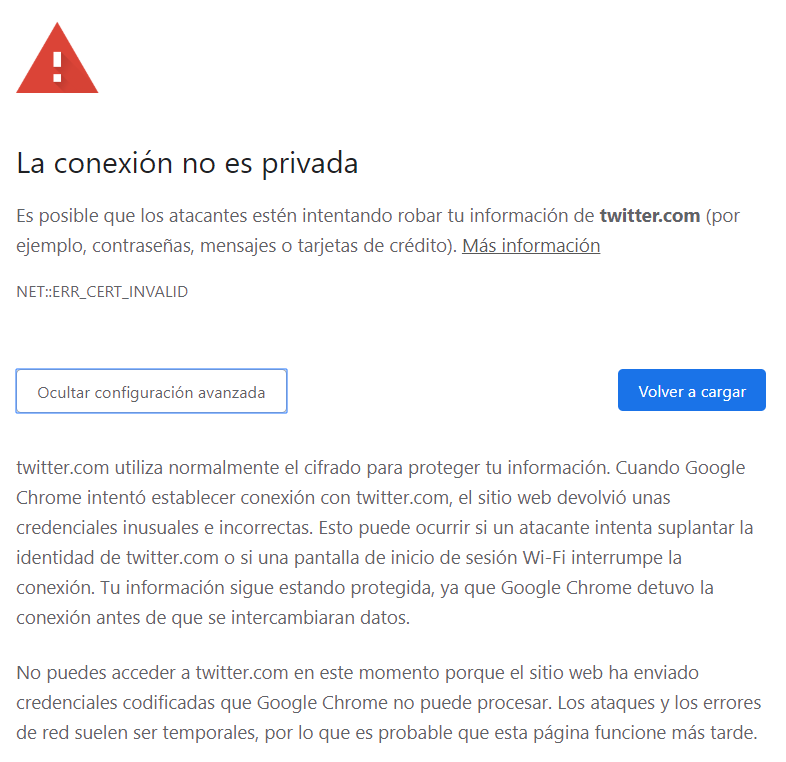 La conexión no es privada
Es posible que los atacantes estén intentando robar tu información de twitter.com (por
ejemplo, contraseñas, mensajes o tarjetas de crédito). Más información
NET::ERR_CERT_INVALID
Ocultar configuración avanzada
Volver a cargar
twitter.com utiliza normalmente el cifrado para proteger tu información. Cuando Google
Chrome intentó establecer conexión con twitter.com, el sitio web devolvió unas
credenciales inusuales e incorrectas. Esto puede ocurrir si un atacante intenta suplantar la
identidad de twitter.com o si una pantalla de inicio de sesión Wi-Fi interrumpe la
conexión. Tu información sigue estando protegida, ya que Google Chrome detuvo la
conexión antes de que se intercambiaran datos.
No puedes acceder a twitter.com en este momento porque el sitio web ha enviado
credenciales codificadas que Google Chrome no puede procesar. Los ataques y los errores
de red suelen ser temporales, por lo que es probable que esta página funcione más tarde.